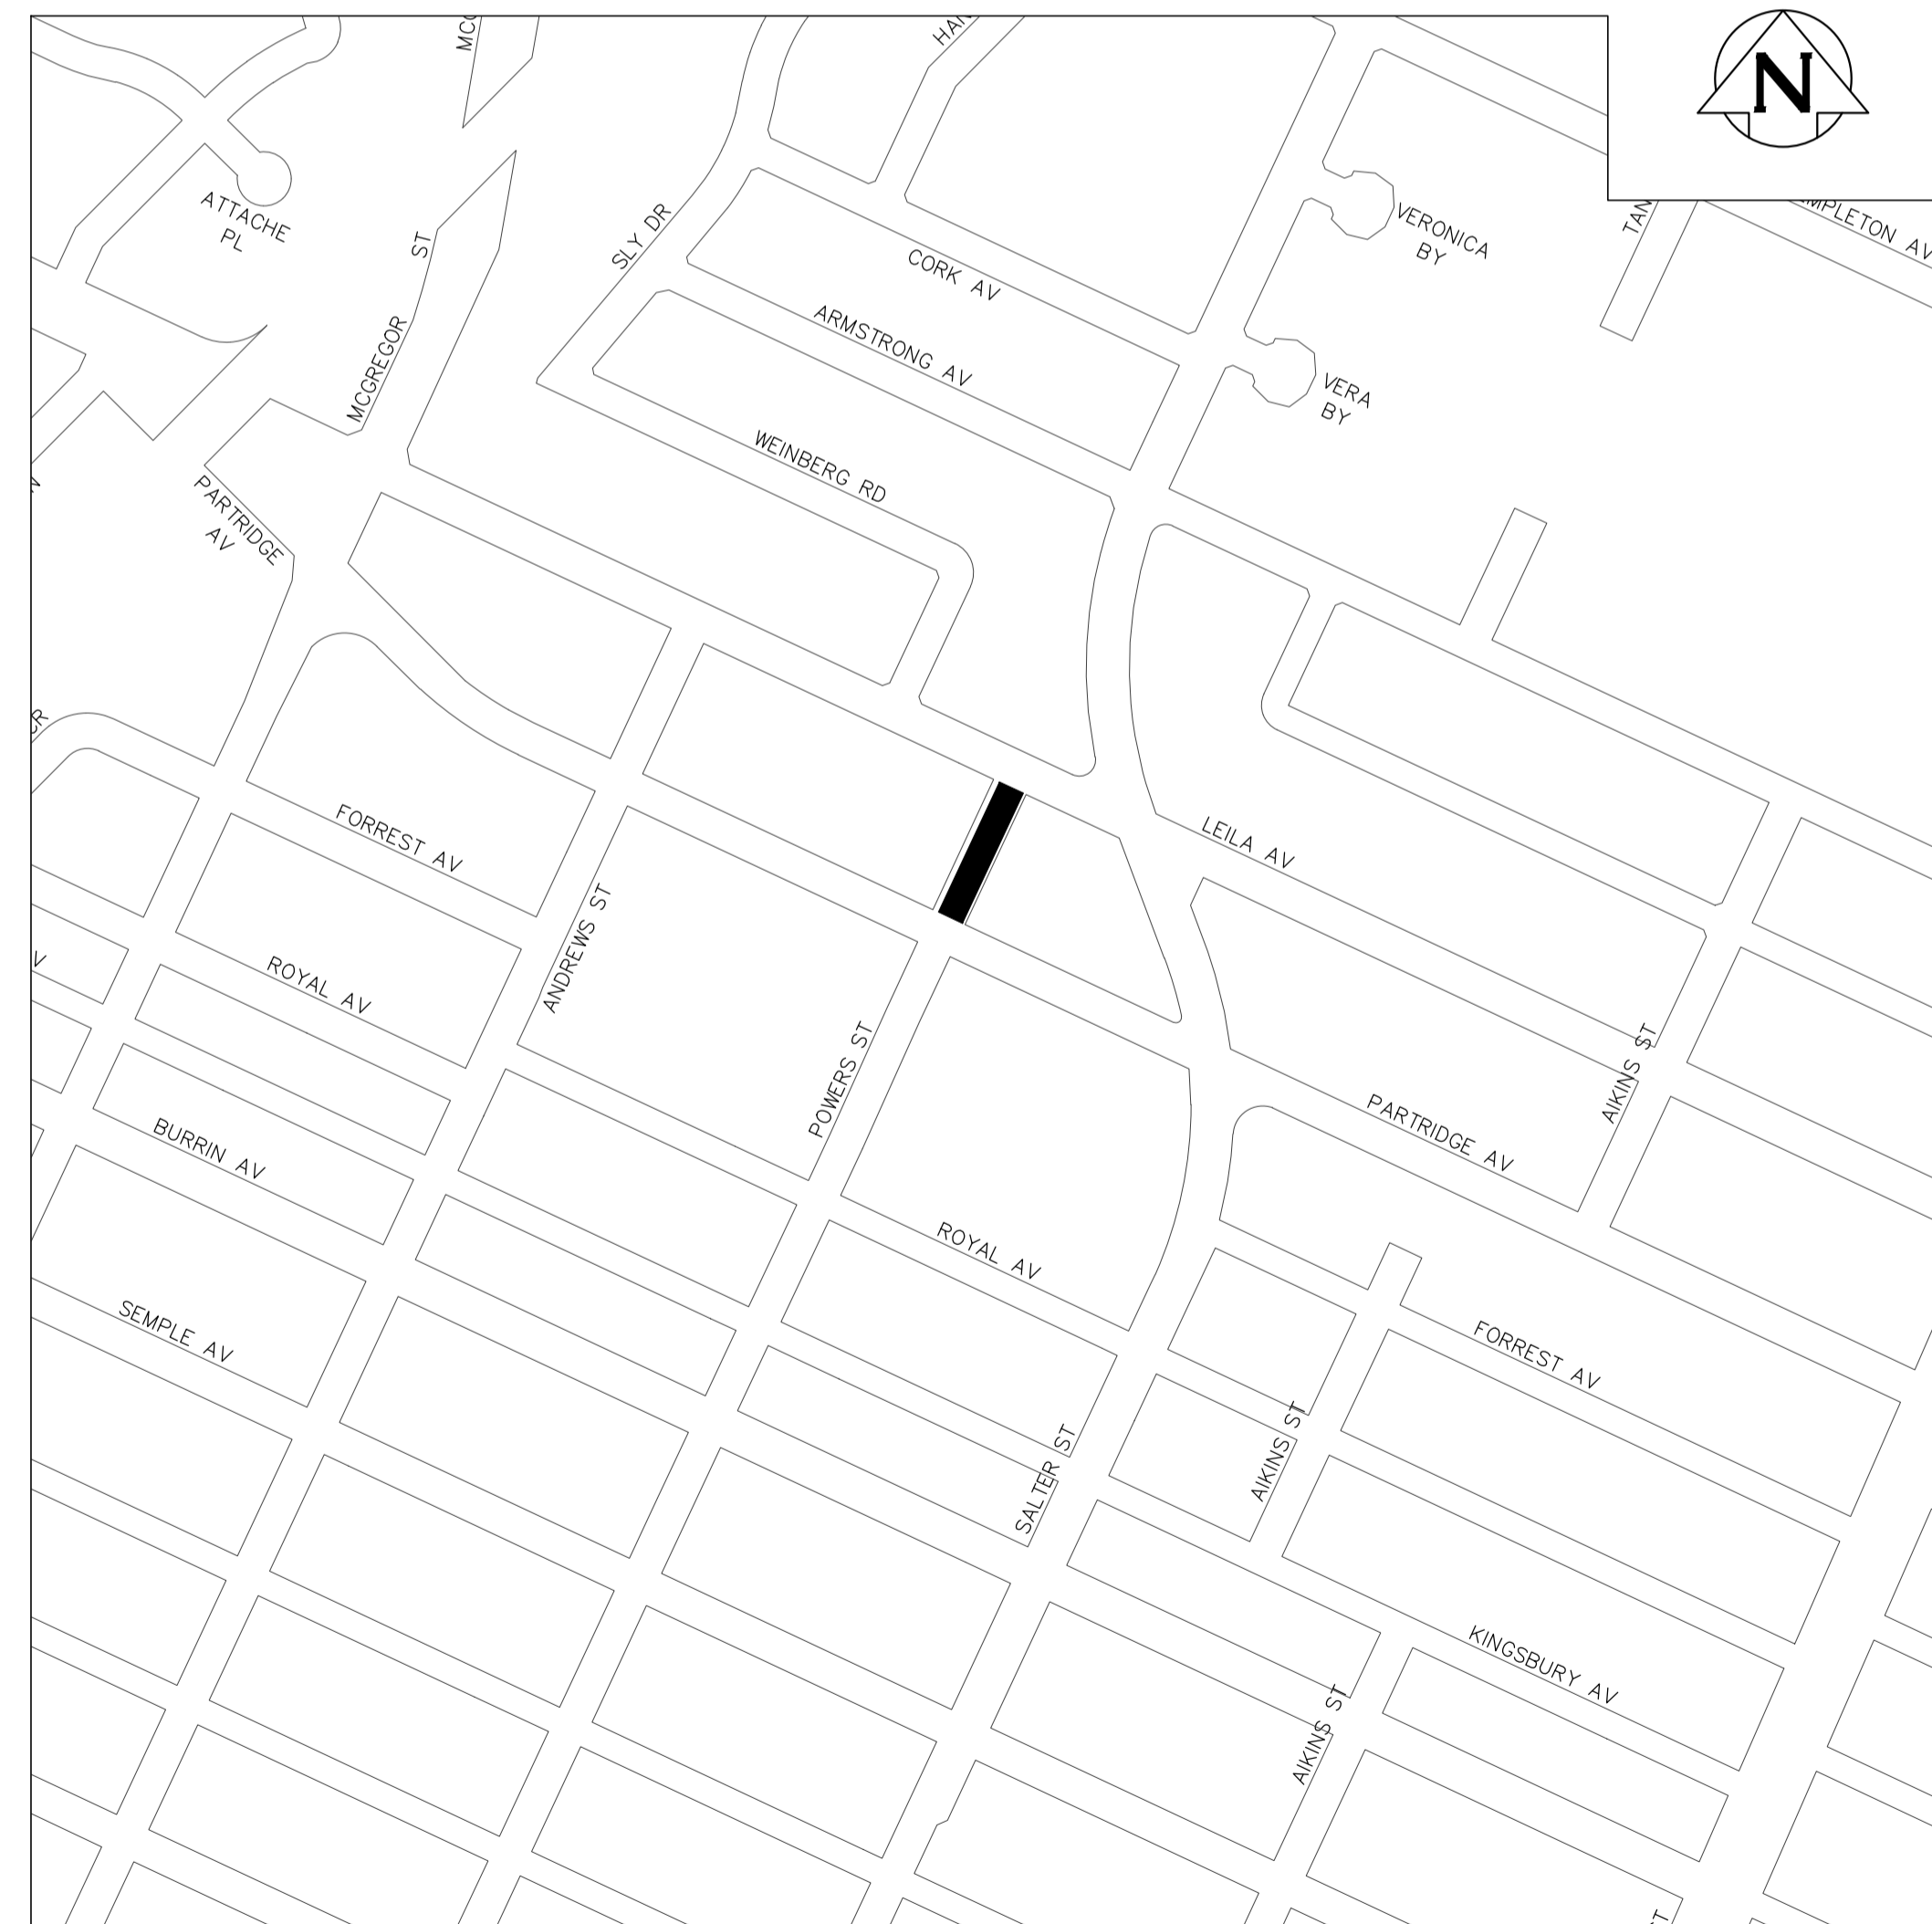 N
ATTACHE
PL
ST
MCGREGOR
SLY DR
CORK AV
ARMSTRONG AV
VERONICA
BY
VERA
BY
WEINBERG RD
PARTRIDGE
AV
FORREST AV
LEILA AV
ANDREWS ST
ROYAL AV
POWERS ST
AIKINS ST
PARTRIDGE AV
BURRIN AV
ROYAL AV
SEMPLE AV
FORREST AV
SALTER ST
AIKINS ST
KINGSBURY AV
AIKINS ST